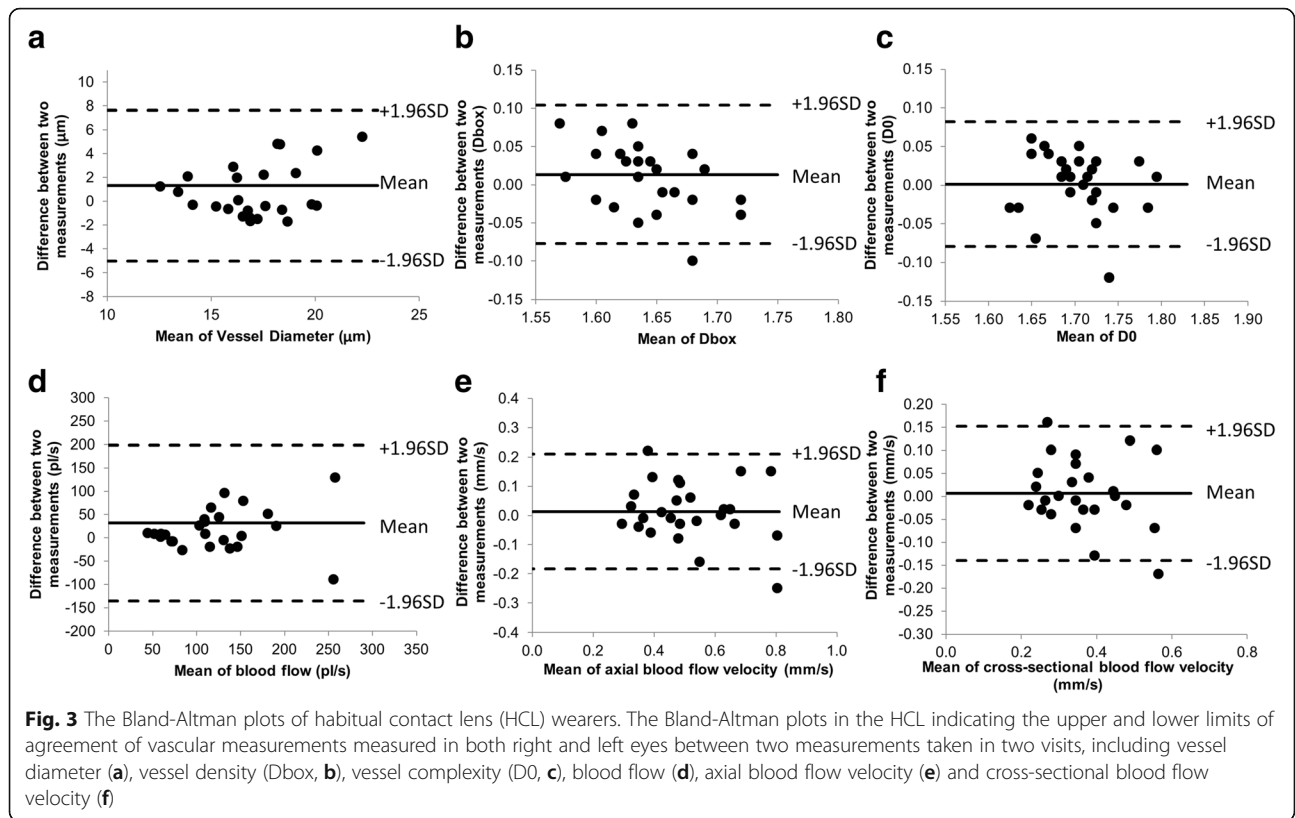 a
Difference between two
measurements (µm)
10
8
6
4
2
0
-2
-4
-6
-8
10
15
20
25
+1.96SD
Mean
-1.96SD
Mean of Vessel Diameter (µm)
b
Difference between two
measurements (Dbox)
0.15
0.10
0.05
0.00
-0.05
-0.10
-0.15
1.55
1.60
1.65
1.70
1.75
1.80
+1.96SD
Mean
-1.96SD
Mean of Dbox
c
Difference between two
measurements (D0)
0.15
0.10
0.05
0.00
-0.05
-0.10
-0.15
1.55
1.60
1.65
1.70
1.75
1.80
1.85
1.90
+1.96SD
Mean
-1.96SD
Mean of D0
d
Difference between two
measurements (pl/s)
300
250
200
150
100
50
0
-50
-100
-150
-200
0
50
100
150
200
250
300
350
+1.96SD
Mean
-1.96SD
Mean of blood flow (pl/s)
e
Difference between two
measurements (mm/s)
0.4
0.3
0.2
0.1
0.0
-0.1
-0.2
-0.3
-0.4
0.0
0.2
0.4
0.6
0.8
1.0
+1.96SD
Mean
-1.96SD
Mean of axial blood flow velocity (mm/s)
f
Difference between two
measurements (mm/s)
0.20
0.15
0.10
0.05
0.00
-0.05
-0.10
-0.15
-0.20
-0.30
0.0
0.2
0.4
0.6
0.8
+1.96SD
Mean
-1.96SD
Mean of cross-sectional blood flow velocity
(mm/s)
Fig. 3 The Bland-Altman plots of habitual contact lens (HCL) wearers. The Bland-Altman plots in the HCL indicating the upper and lower limits of
agreement of vascular measurements measured in both right and left eyes between two measurements taken in two visits, including vessel
diameter (a), vessel density (Dbox, b), vessel complexity (D0, c), blood flow (d), axial blood flow velocity (e) and cross-sectional blood flow
velocity (f)